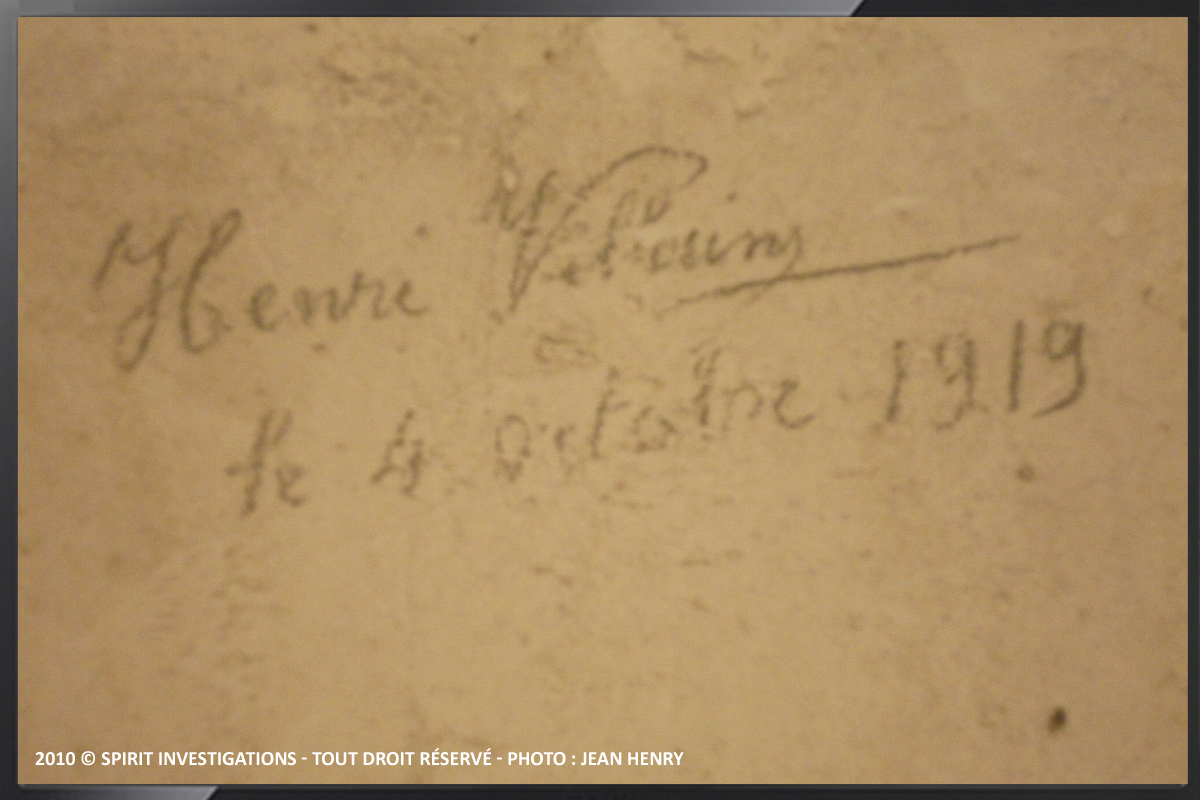 Henri
le 4 octobre 1919
2010 © SPIRIT INVESTIGATIONS - TOUT DROIT RÉSERVÉ - PHOTO : JEAN HENRY